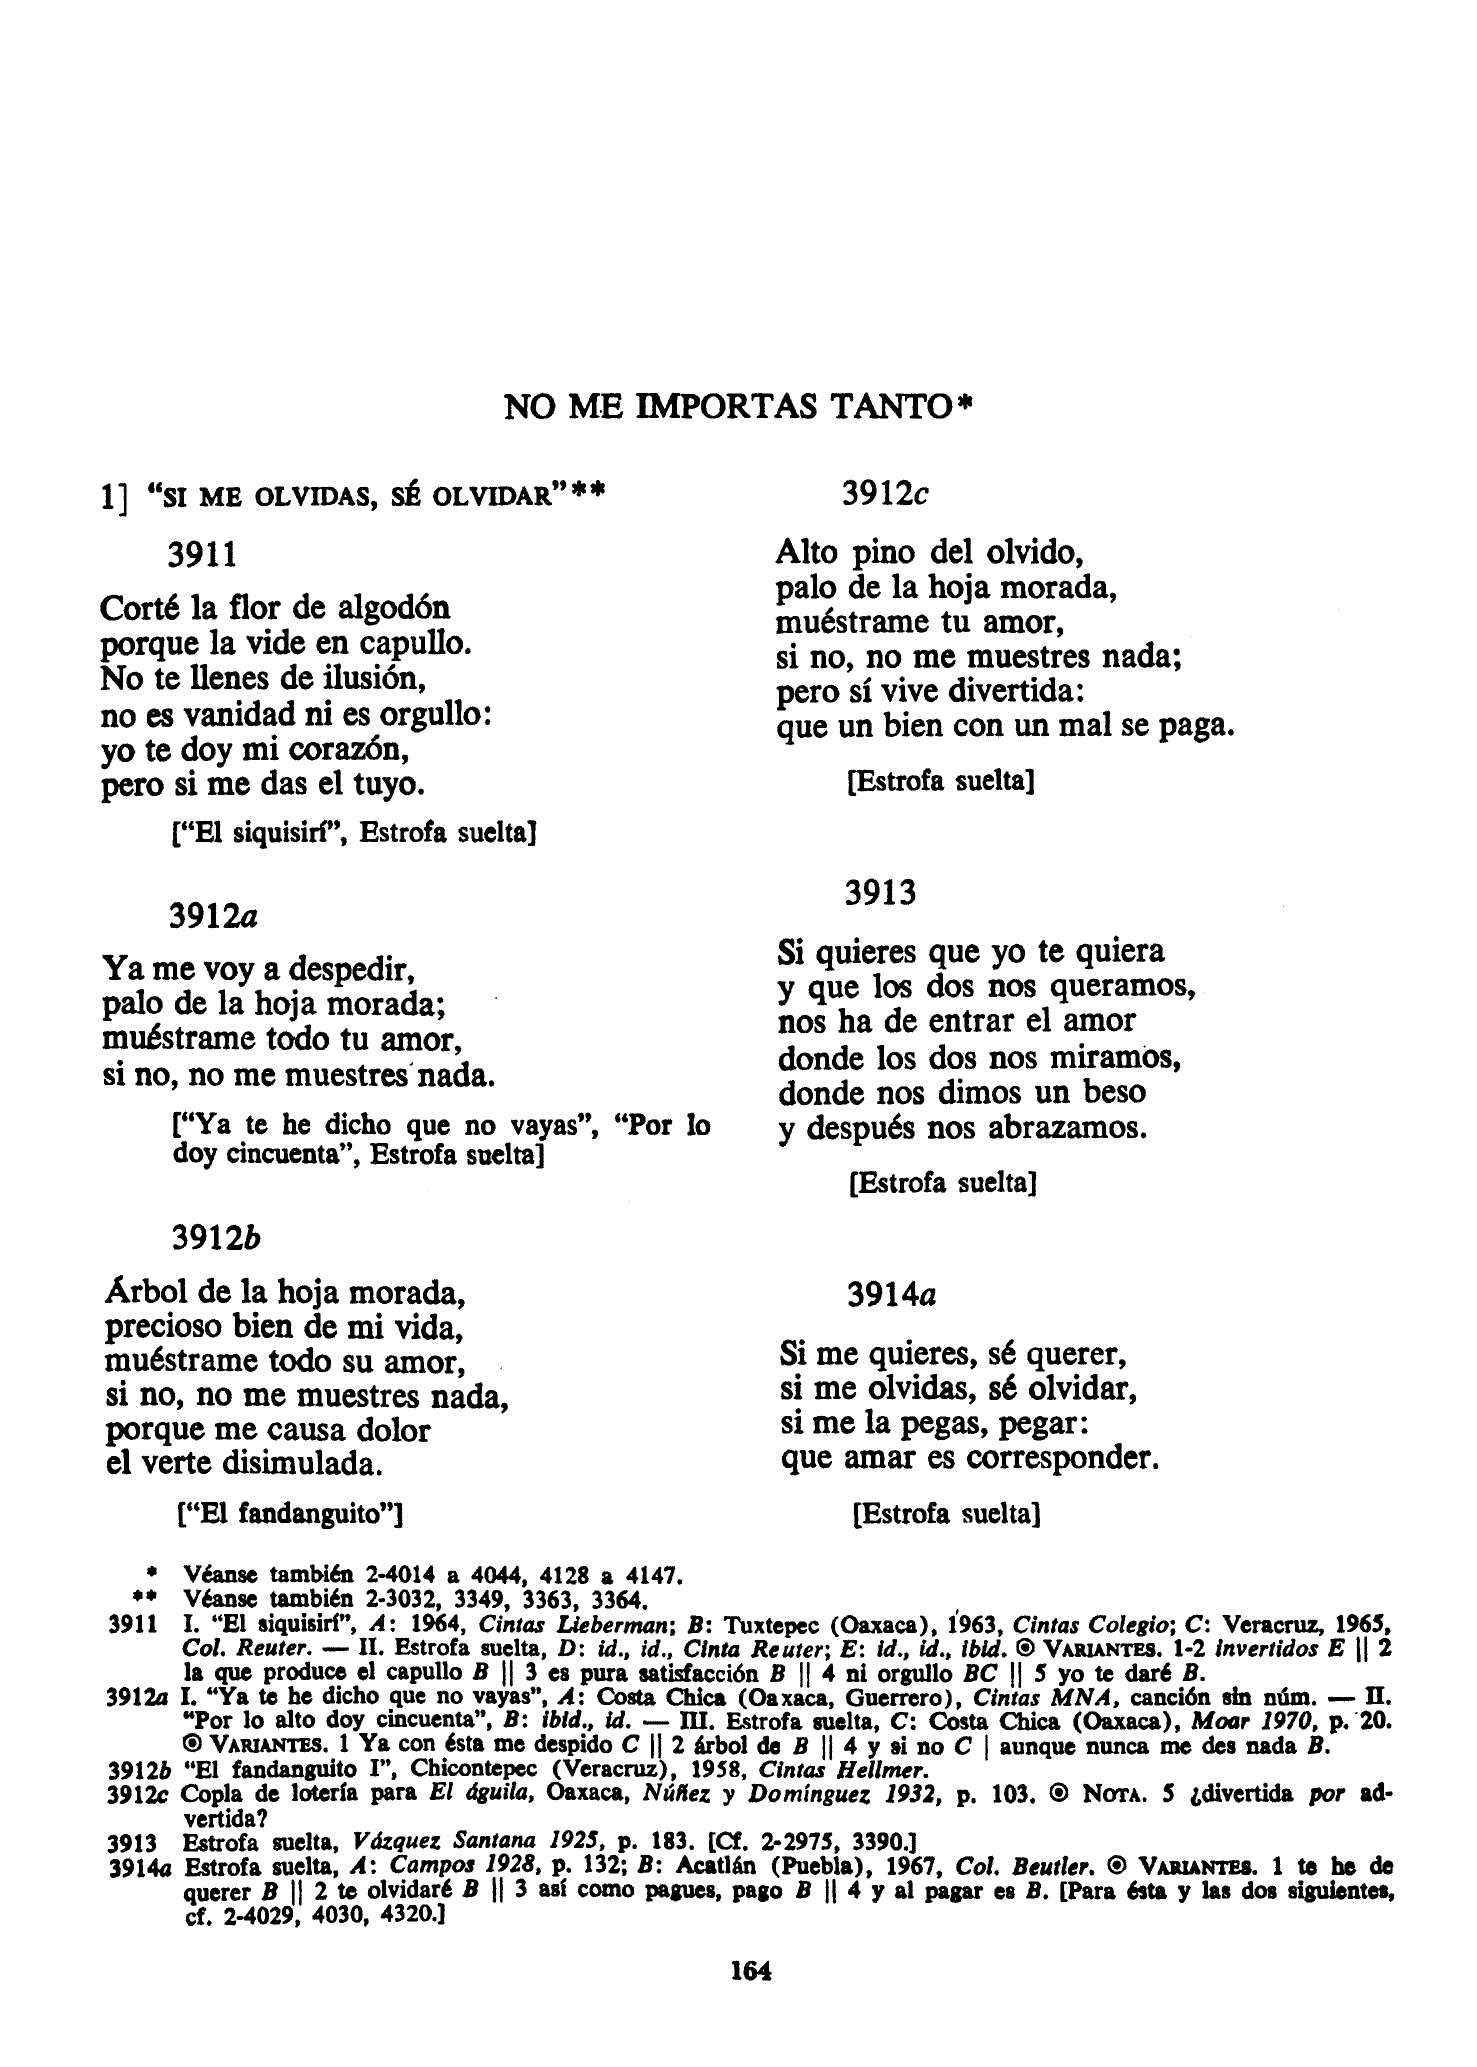 NO ME IMPORTAS TANTO*
1] “SI ME OLVIDAS, SÉ OLVIDAR”**
3911
Corté la flor de algodón
porque la vide en capullo.
No te llenes de ilusión,
no es vanidad ni es orgullo:
yo te doy mi corazón,
pero si me das el tuyo.
[“El siquisirí”, Estrofa suelta]
3912a
Ya me voy a despedir,
palo de la hoja morada;
muéstrame todo tu amor,
si no, no me muestres nada.
[“Ya te he dicho que no vayas”, “Por lo
doy cincuenta”, Estrofa suelta]
3912b
Árbol de la hoja morada,
precioso bien de mi vida,
muéstrame todo su amor,
si no, no me muestres nada,
porque me causa dolor
el verte disimulada.
[“El fandanguito”]
3912c
Alto pino del olvido,
palo de la hoja morada,
muéstrame tu amor,
si no, no me muestres nada;
pero sí vive divertida:
que un bien con un mal se paga.
[Estrofa suelta]
3913
Si quieres que yo te quiera
y que los dos nos queramos,
nos ha de entrar el amor
donde los dos nos miramos,
donde nos dimos un beso
y después nos abrazamos.
[Estrofa suelta]
3914a
Si me quieres, sé querer,
si me olvidas, sé olvidar,
si me la pegas, pegar:
que amar es corresponder.
[Estrofa suelta]
* Véanse también 2-4014 a 4044, 4128 a 4147.
** Véanse también 2-3032, 3349, 3363, 3364.
3911 I. “El siquisirí”, A: 1964, Cintas Lieberman; B: Tuxtepec (Oaxaca), 1963, Cintas Colegio; C: Veracruz, 1965,
Col. Reuter. — II. Estrofa suelta, D: id., id., Cinta Reuter; E: id., id., ibid. ⊙ VARIANTES. 1-2 invertidos E || 2
la que produce el capullo B || 3 es pura satisfacción B || 4 ni orgullo BC || 5 yo te daré B.
3912a I. “Ya te he dicho que no vayas”, A: Costa Chica (Oaxaca, Guerrero), Cintas MNA, canción sin núm. — II.
“Por lo alto doy cincuenta”, B: ibid., id. — III. Estrofa suelta, C: Costa Chica (Oaxaca), Moar 1970, p. 20.
⊙ VARIANTES. 1 Ya con ésta me despido C || 2 árbol de B || 4 y si no C | aunque nunca me des nada B.
3912b “El fandanguito I”, Chicontepec (Veracruz), 1958, Cintas Hellmer.
3912c Copla de lotería para El águila, Oaxaca, Núñez y Domínguez 1932, p. 103. ⊙ NOTA. 5 ¿divertida por ad-
vertida?
3913 Estrofa suelta, Vázquez Santana 1925, p. 183. [Cf. 2-2975, 3390.]
3914a Estrofa suelta, A: Campos 1928, p. 132; B: Acatlán (Puebla), 1967, Col. Beutler. ⊙ VARIANTES. 1 te he de
querer B || 2 te olvidaré B || 3 así como pagues, pago B || 4 y al pagar es B. [Para ésta y las dos siguientes,
cf. 2-4029, 4030, 4320.]
164